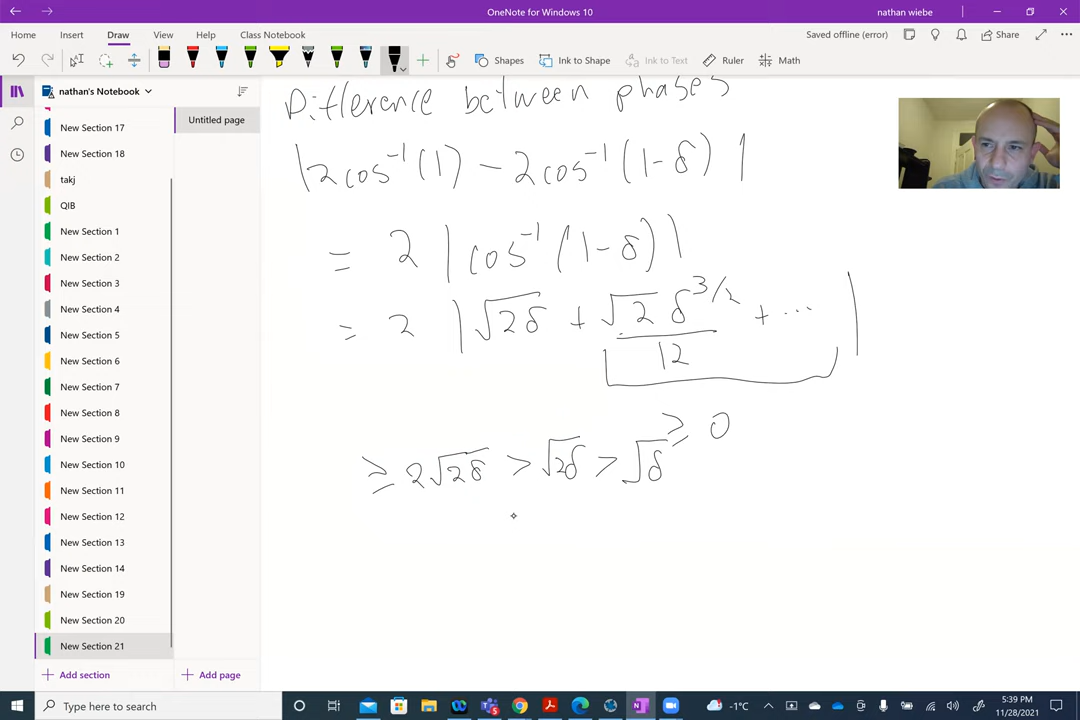 OneNote for Windows 10
nathan wiebe
Home Insert Draw View Help Class Notebook
Saved offline (error)
Share
Shapes Ink to Shape Ink to Text Ruler Math
nathan's Notebook
Untitled page
New Section 17
New Section 18
takj
QIB
New Section 1
New Section 2
New Section 3
New Section 4
New Section 5
New Section 6
New Section 7
New Section 8
New Section 9
New Section 10
New Section 11
New Section 12
New Section 13
New Section 14
New Section 19
New Section 20
New Section 21
Add section
Add page
Difference between phases
|2cos⁻¹(1) − 2cos⁻¹(1−δ)|
= 2 |cos⁻¹(1−δ)|
= 2 |√2δ + √2 δ^3/2 / 12 + ... |
≥ 0
≥ 2√2δ > √2δ > √δ
Type here to search
-1°C
5:39 PM
11/28/2021